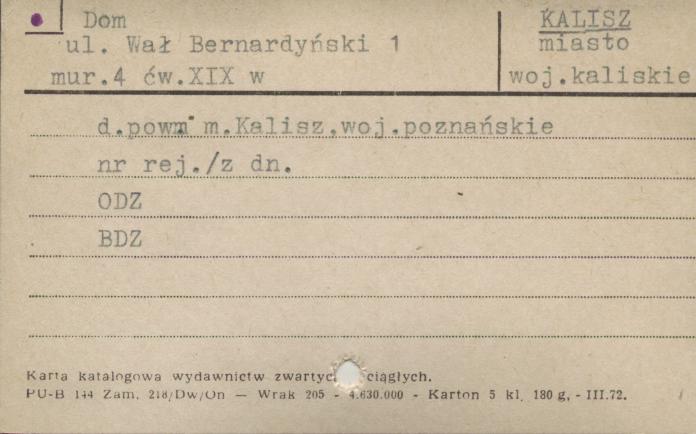 Dom
ul. Wał Bernardyński 1
mur.4 ćw.XIX w
KALISZ
miasto
woj.kaliskie
d.powm m.Kalisz,woj.poznańskie
nr rej./z dn.
ODZ
BDZ
Karta katalogowa wydawnictw zwartyc ciągłych.
PU-B 144 Zam. 218/Dw/On — Wrak 205 - 4.630.000 - Karton 5 kl. 180 g, - III.72.